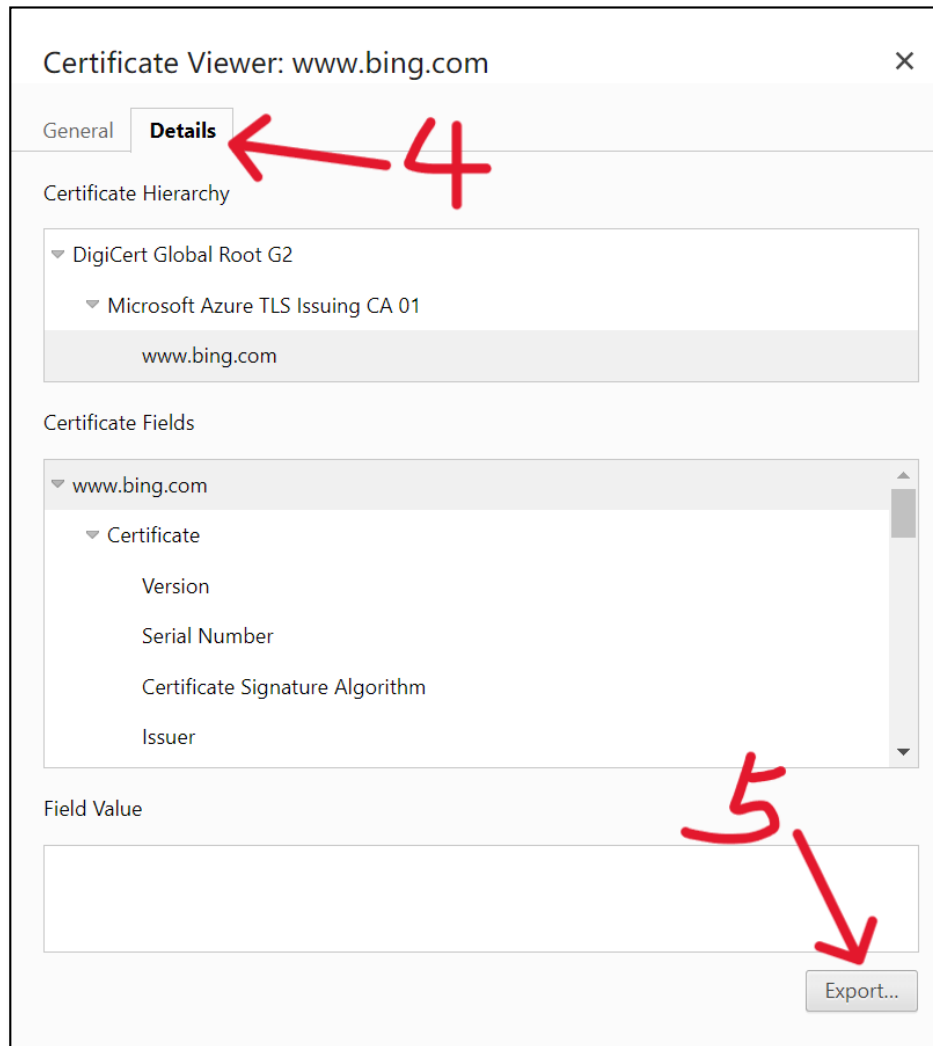 Certificate Viewer: www.bing.com
General Details
4
Certificate Hierarchy
DigiCert Global Root G2
Microsoft Azure TLS Issuing CA 01
www.bing.com
Certificate Fields
www.bing.com
Certificate
Version
Serial Number
Certificate Signature Algorithm
Issuer
5
Field Value
Export...